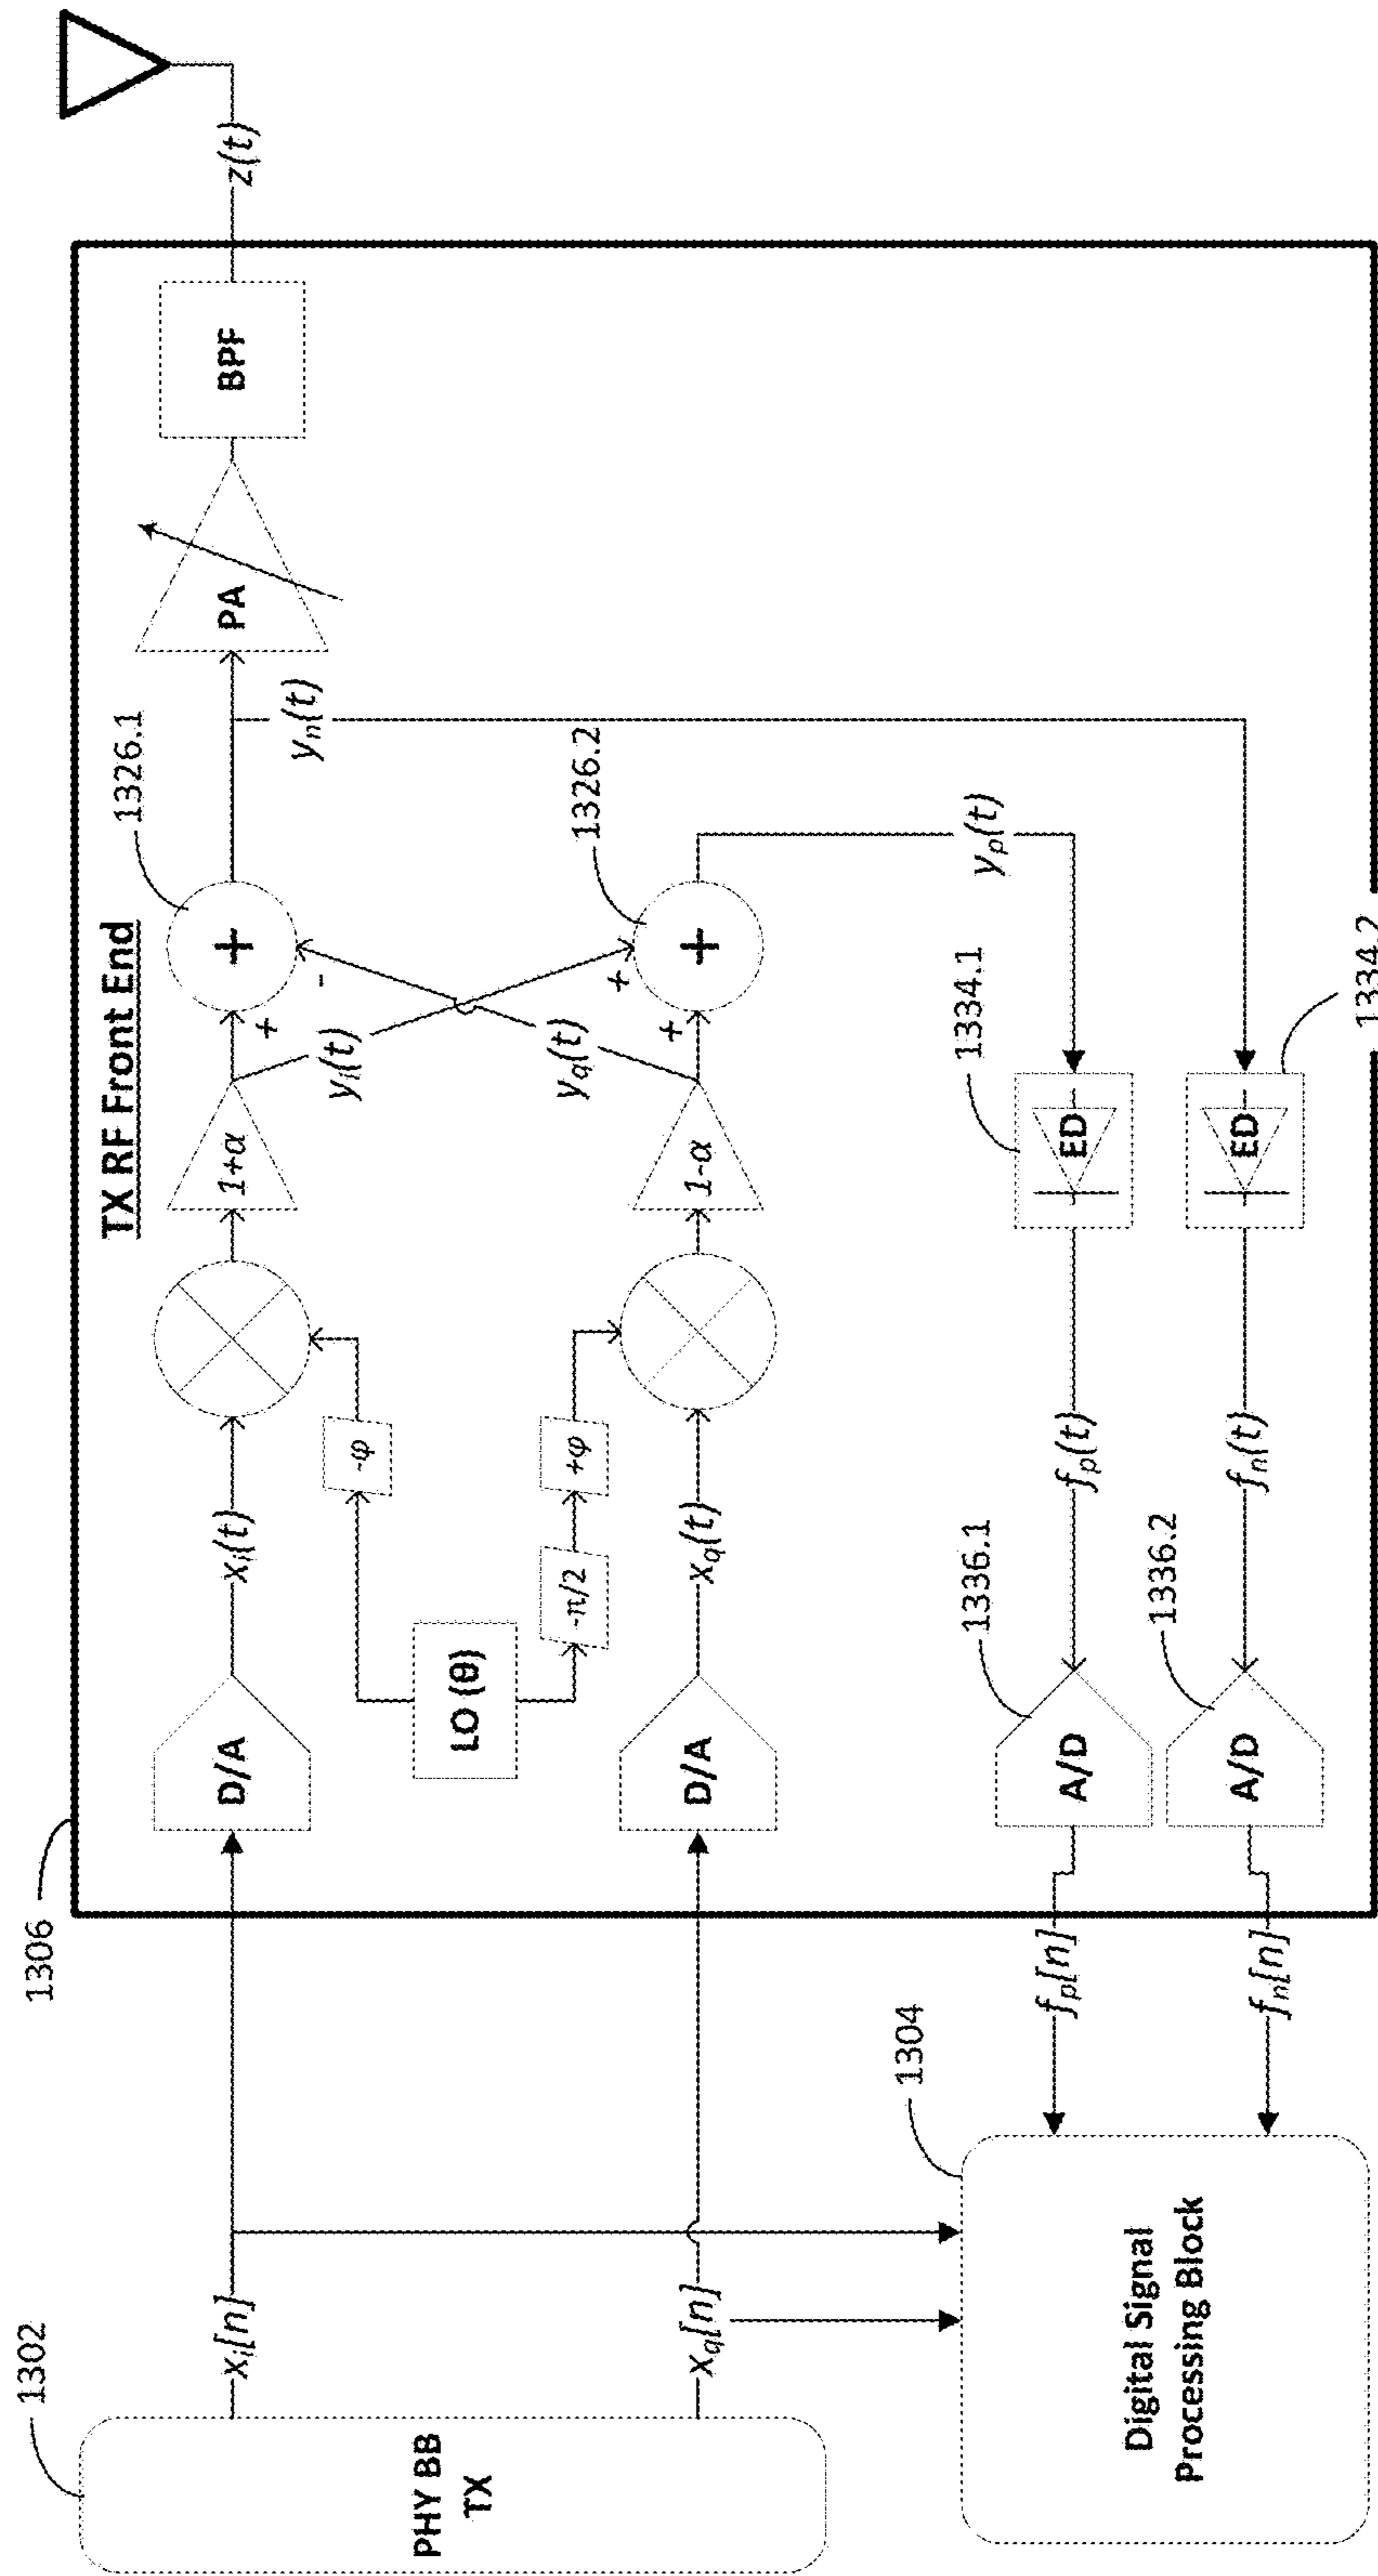 1302
PHY BB
TX
xi[n]
xq[n]
1304
Digital Signal
Processing Block
fp[n]
fn[n]
1306
TX RF Front End
D/A
xi(t)
LO (θ)
-φ
-π/2
+φ
D/A
xq(t)
1+α
1-α
yi(t)
yq(t)
+
-
+
+
+
+
1326.1
1326.2
yn(t)
yp(t)
PA
BPF
z(t)
1336.1
A/D
1336.2
A/D
fp(t)
fn(t)
1334.1
ED
ED
1334.2